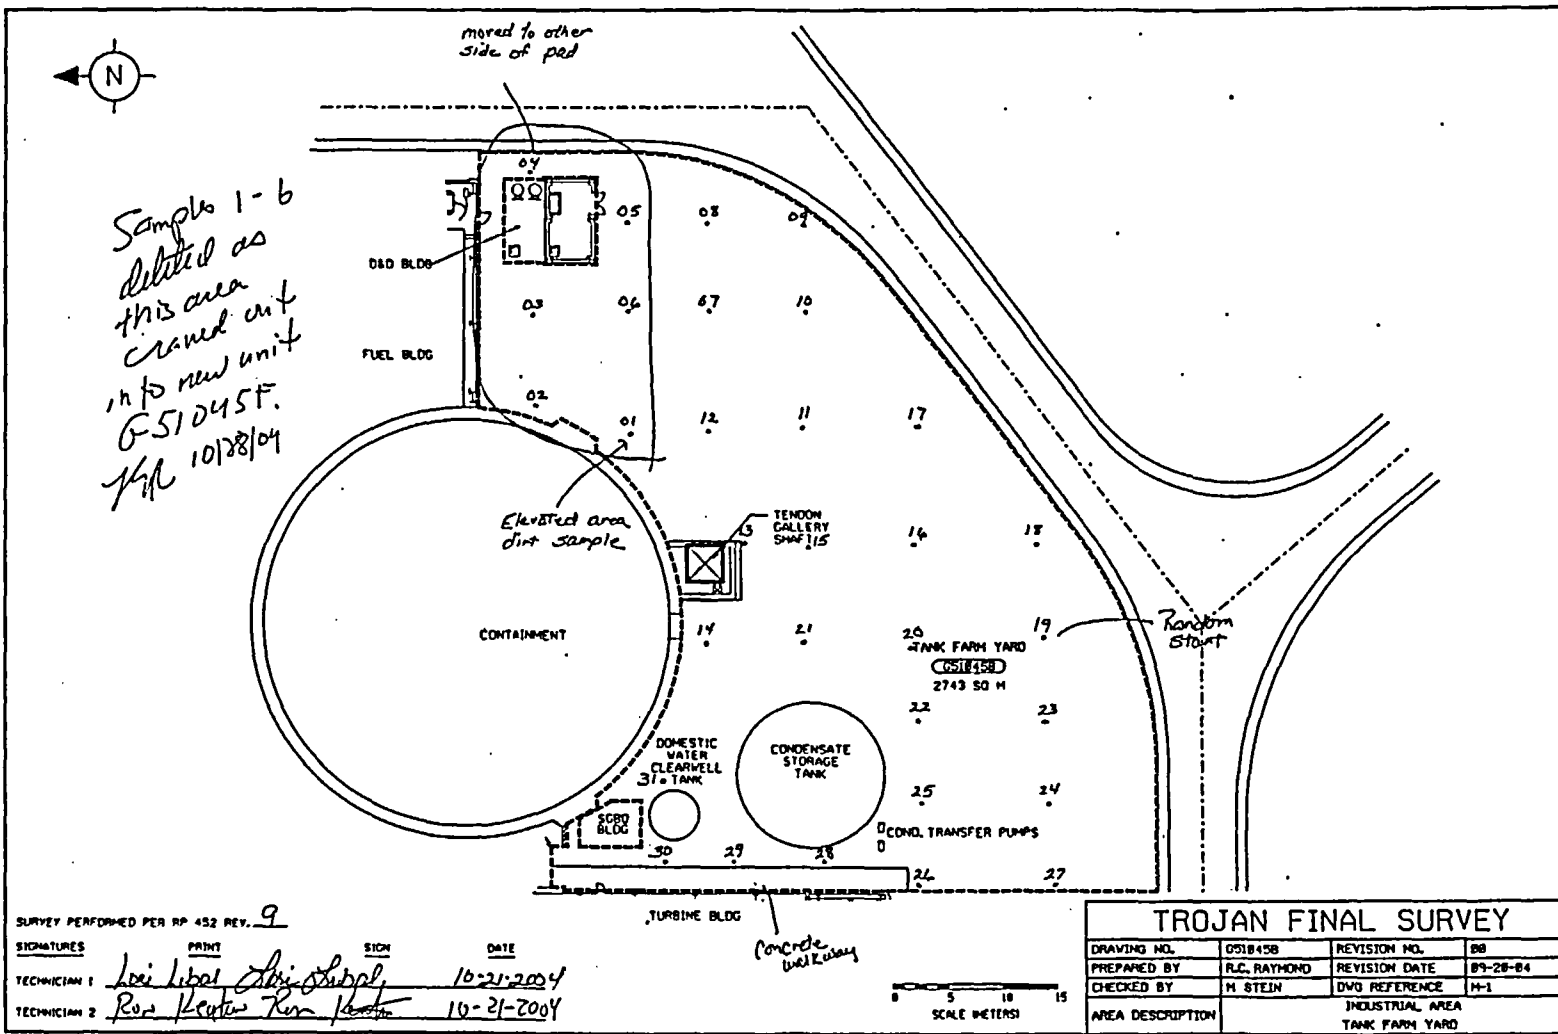 moved to other
side of pad
N
Samples 1-6
deleted as
this area
carved out
into new unit
G51045F.
10/28/04
04
05
08
09
D&D BLDG
03
06
07
10
FUEL BLDG
02
01
12
11
17
Elevated area
dirt sample
TENDON
GALLERY
SHAFT
13
15
16
18
CONTAINMENT
14
21
20
19
Random
Start
TANK FARM YARD
G51045B
2743 SQ M
22
23
DOMESTIC
WATER
CLEARWELL
TANK
31
CONDENSATE
STORAGE
TANK
25
24
SGBD
BLDG
COND. TRANSFER PUMPS
30
29
28
26
27
TURBINE BLDG
Concrete
walkway
SURVEY PERFORMED PER RP 452 REV. 9
SIGNATURES PRINT SIGN DATE
TECHNICIAN 1 Lori 10-21-2004
TECHNICIAN 2 Ron 10-21-2004
0 5 10 15
SCALE (METERS)
TROJAN FINAL SURVEY
DRAWING NO. G51045B REVISION NO. 00
PREPARED BY R.C. RAYMOND REVISION DATE 09-20-04
CHECKED BY M STEIN DWG REFERENCE M-1
AREA DESCRIPTION INDUSTRIAL AREA
TANK FARM YARD